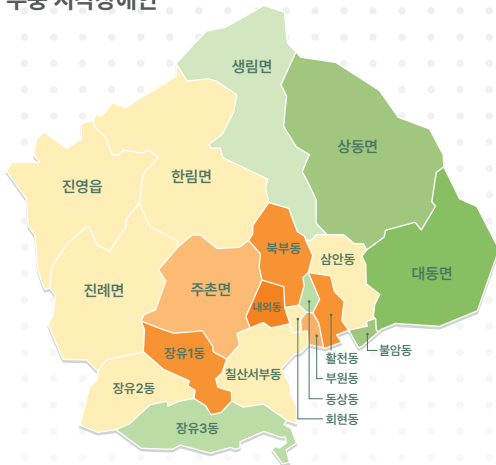 생림면
상동면
한림면
진영읍
북부동
삼안동
대동면
진례면
주촌면
내외동
불암동
장유1동
활천동
칠산서부동
부원동
장유2동
동상동
회현동
장유3동